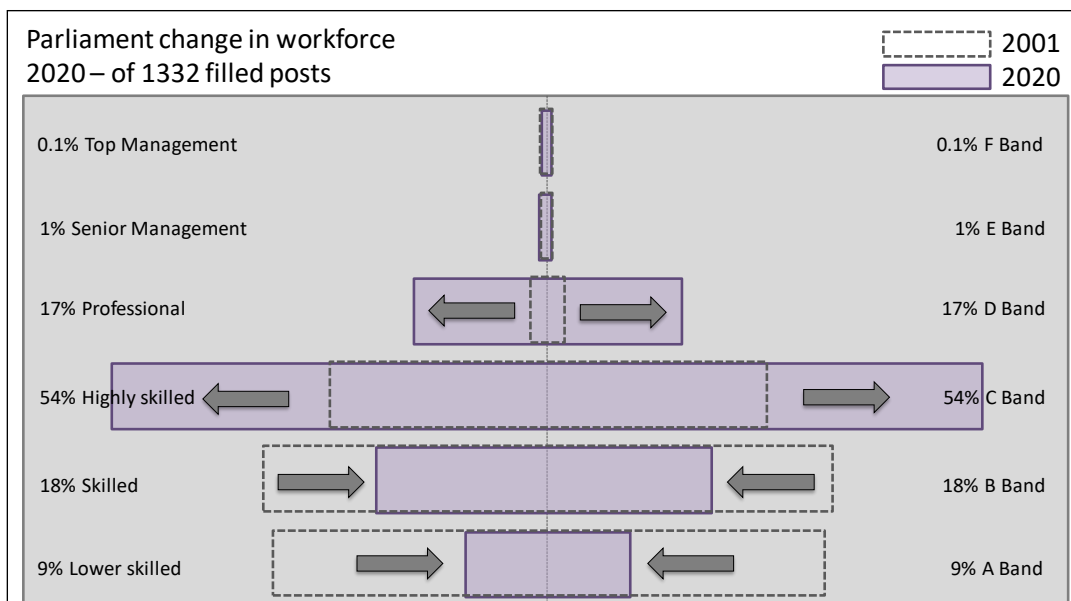 Parliament change in workforce
2020 – of 1332 filled posts
2001
2020
0.1% Top Management
0.1% F Band
1% Senior Management
1% E Band
17% Professional
17% D Band
54% Highly skilled
54% C Band
18% Skilled
18% B Band
9% Lower skilled
9% A Band